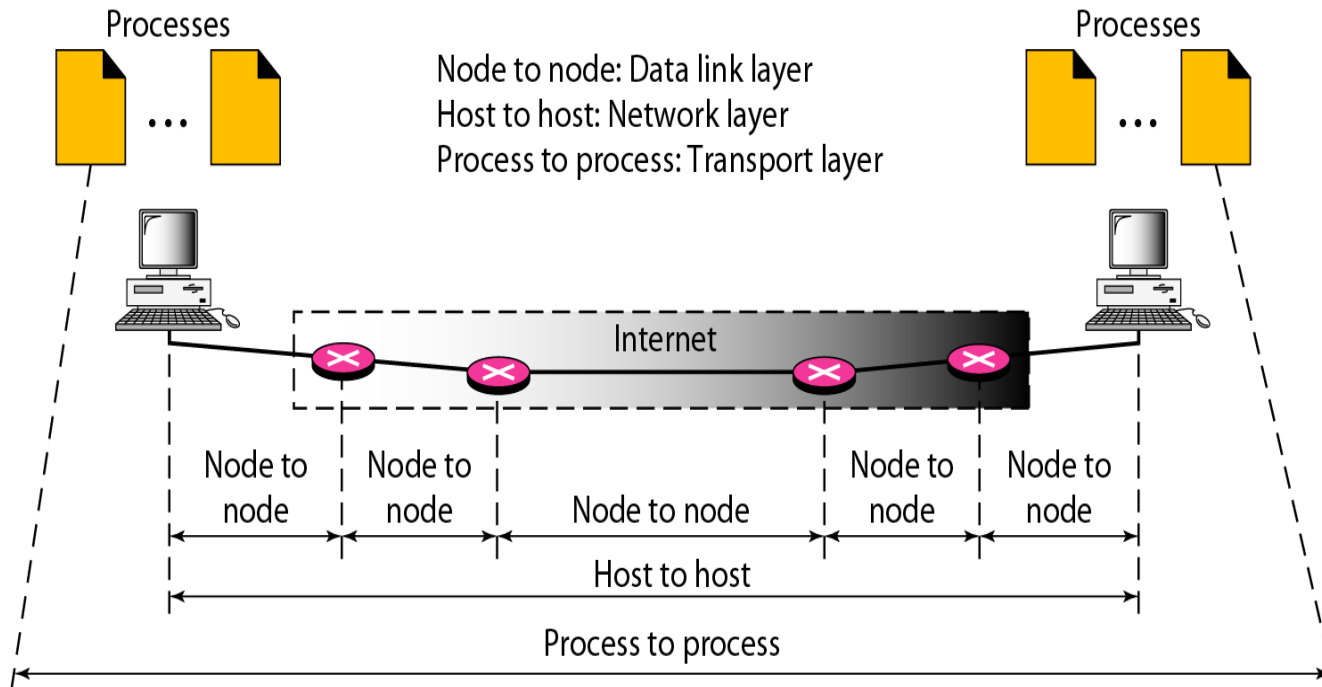 Processes
Processes
...
...
Node to node: Data link layer
Host to host: Network layer
Process to process: Transport layer
Internet
Node to
node
Node to
node
Node to node
Node to
node
Node to
node
Host to host
Process to process